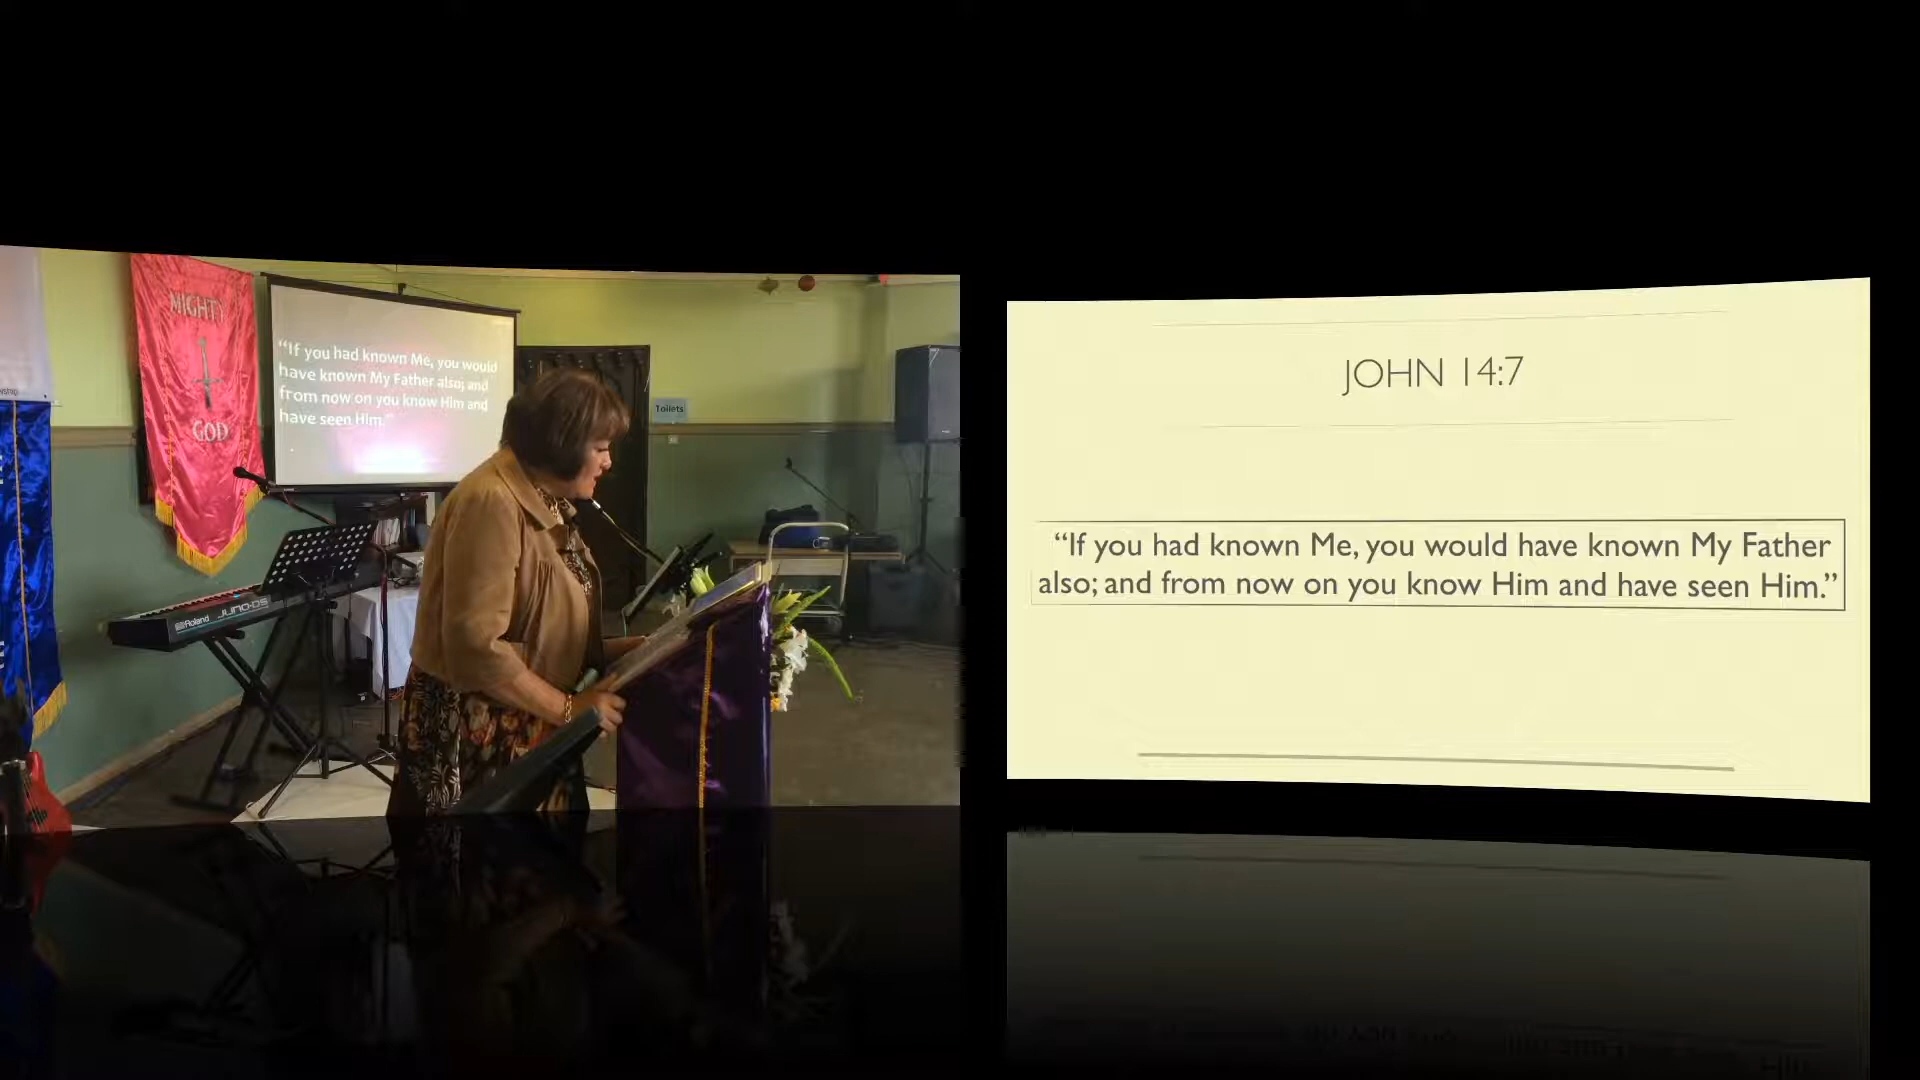 MIGHTY
GOD
“If you had known Me, you would
have known My Father also; and
from now on you know Him and
have seen Him.”
Toilets
Roland JUNO-DS
JOHN 14:7
“If you had known Me, you would have known My Father
also; and from now on you know Him and have seen Him.”